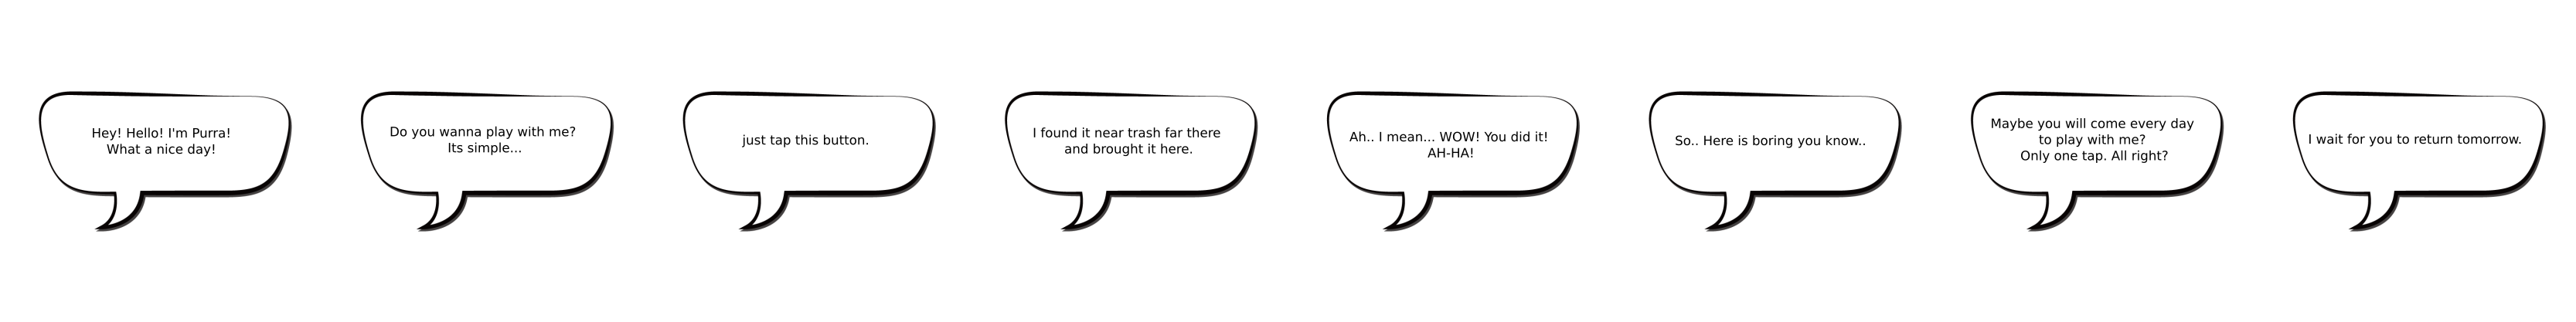 Hey! Hello! I'm Purra!
What a nice day!
Do you wanna play with me?
Its simple...
just tap this button.
I found it near trash far there
and brought it here.
Ah.. I mean... WOW! You did it!
AH-HA!
So.. Here is boring you know..
Maybe you will come every day
to play with me?
Only one tap. All right?
I wait for you to return tomorrow.